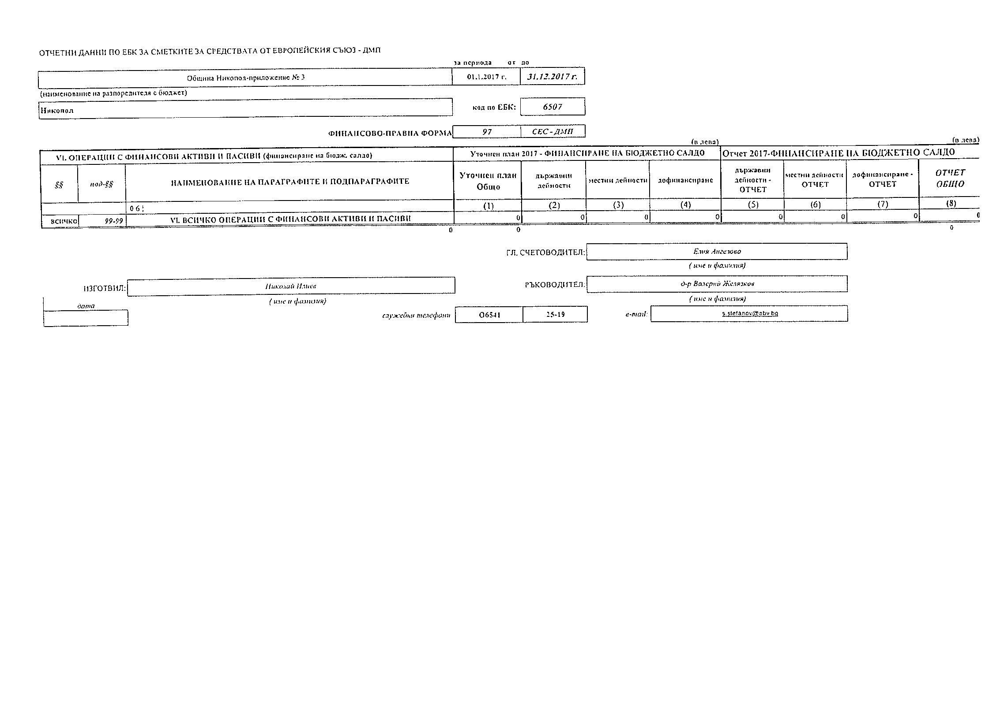 ОТЧЕТНИ ДАННИ ПО ЕБК ЗА СМЕТКИТЕ ЗА СРЕДСТВАТА ОТ ЕВРОПЕЙСКИЯ СЪЮЗ - ДМП
за периода от до
Община Никопол-приложение № 3 01.1.2017 г. 31.12.2017 г.
(наименование на разпоредителя с бюджет)
Никопол код по ЕБК: 6507
ФИНАНСОВО-ПРАВНА ФОРМА 97 СЕС - ДМП
(в лева) (в лева)
VI. ОПЕРАЦИИ С ФИНАНСОВИ АКТИВИ И ПАСИВИ (финансиране на бюдж. салдо) Уточнен план 2017 - ФИНАНСИРАНЕ НА БЮДЖЕТНО САЛДО Отчет 2017-ФИНАНСИРАНЕ НА БЮДЖЕТНО САЛДО
§§ под-§§ НАИМЕНОВАНИЕ НА ПАРАГРАФИТЕ И ПОДПАРАГРАФИТЕ Уточнен план Общо държавни дейности местни дейности дофинансиране държавни дейности - ОТЧЕТ местни дейности ОТЧЕТ дофинансиране - ОТЧЕТ ОТЧЕТ ОБЩО
0 6 ¦ (1) (2) (3) (4) (5) (6) (7) (8)
ВСИЧКО 99-99 VI. ВСИЧКО ОПЕРАЦИИ С ФИНАНСОВИ АКТИВИ И ПАСИВИ 0 0 0 0 0 0 0 0
0 0 0
ГЛ. СЧЕТОВОДИТЕЛ: Елия Ангелова
( име и фамилия)
ИЗГОТВИЛ: Николай Илиев РЪКОВОДИТЕЛ: д-р Валерий Желязков
( име и фамилия) ( име и фамилия)
дата
служебни телефони О6541 25-19 e-mail: s.stefanov@abv.bg